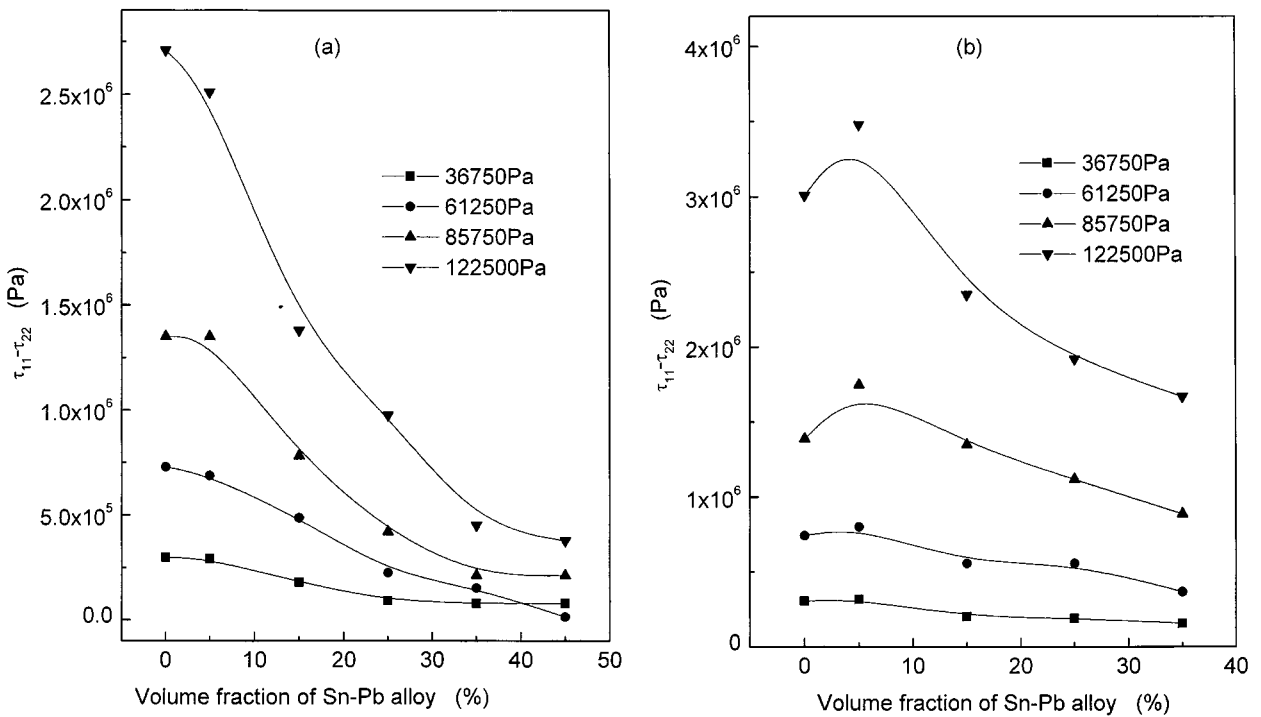 (a)
2.5x10⁶
2.0x10⁶
1.5x10⁶
1.0x10⁶
5.0x10⁵
0.0
τ₁₁-τ₂₂ (Pa)
36750Pa
61250Pa
85750Pa
122500Pa
0 10 20 30 40 50
Volume fraction of Sn-Pb alloy (%)
(b)
4x10⁶
3x10⁶
2x10⁶
1x10⁶
0
τ₁₁-τ₂₂ (Pa)
36750Pa
61250Pa
85750Pa
122500Pa
0 10 20 30 40
Volume fraction of Sn-Pb alloy (%)